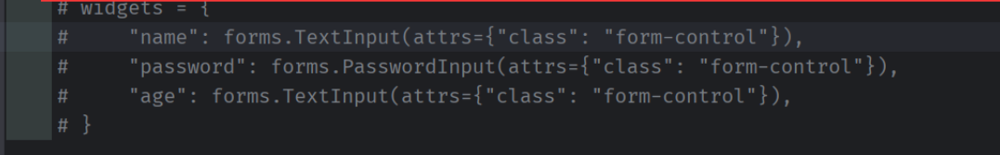 # widgets = {
#     "name": forms.TextInput(attrs={"class": "form-control"}),
#     "password": forms.PasswordInput(attrs={"class": "form-control"}),
#     "age": forms.TextInput(attrs={"class": "form-control"}),
# }